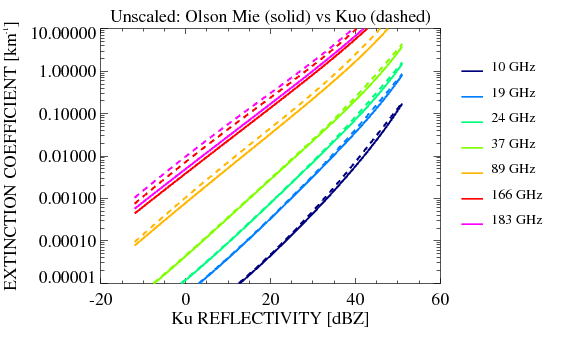 Unscaled: Olson Mie (solid) vs Kuo (dashed)
EXTINCTION COEFFICIENT [km⁻¹]
10.00000
1.00000
0.10000
0.01000
0.00100
0.00010
0.00001
-20
0
20
40
60
Ku REFLECTIVITY [dBZ]
10 GHz
19 GHz
24 GHz
37 GHz
89 GHz
166 GHz
183 GHz